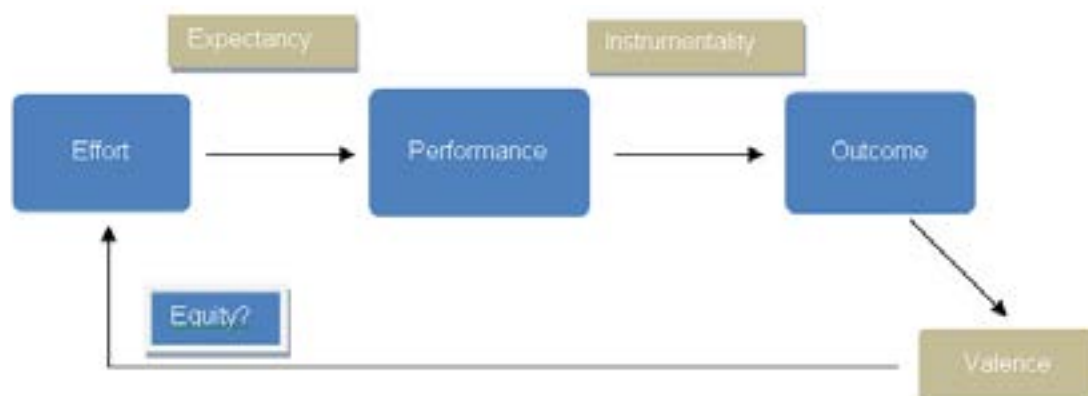 Expectancy
Instrumentality
Effort
Performance
Outcome
Equity?
Valence